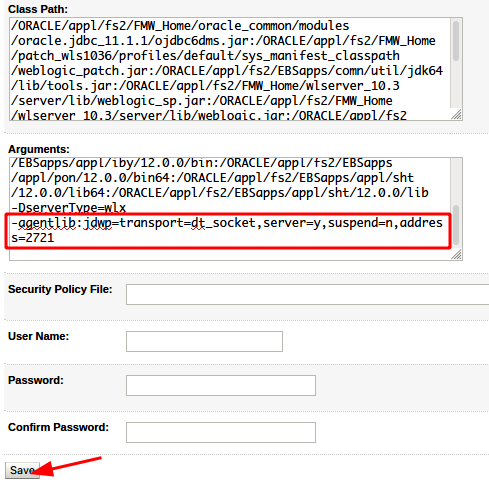 Class Path:
/ORACLE/appl/fs2/FMW_Home/oracle_common/modules
/oracle.jdbc_11.1.1/ojdbc6dms.jar:/ORACLE/appl/fs2/FMW_Home
/patch_wls1036/profiles/default/sys_manifest_classpath
/weblogic_patch.jar:/ORACLE/appl/fs2/EBSapps/comn/util/jdk64
/lib/tools.jar:/ORACLE/appl/fs2/FMW_Home/wlserver_10.3
/server/lib/weblogic_sp.jar:/ORACLE/appl/fs2/FMW_Home
/wlserver_10.3/server/lib/weblogic.jar:/ORACLE/appl/fs2
Arguments:
/EBSapps/appl/iby/12.0.0/bin:/ORACLE/appl/fs2/EBSapps
/appl/pon/12.0.0/bin64:/ORACLE/appl/fs2/EBSapps/appl/sht
/12.0.0/lib64:/ORACLE/appl/fs2/EBSapps/appl/sht/12.0.0/lib
-DserverType=wlx
-agentlib:jdwp=transport=dt_socket,server=y,suspend=n,addres
s=2721
Security Policy File:
User Name:
Password:
Confirm Password:
Save